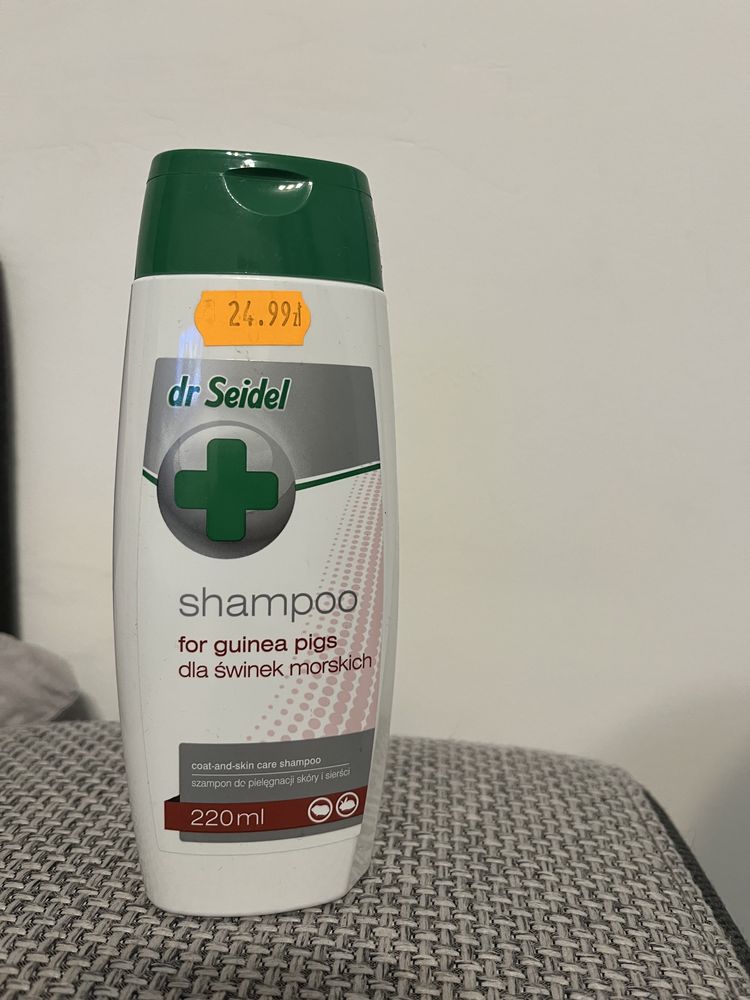 24.99zł
dr Seidel
shampoo
for guinea pigs
dla świnek morskich
coat-and-skin care shampoo
szampon do pielęgnacji skóry i sierści
220ml